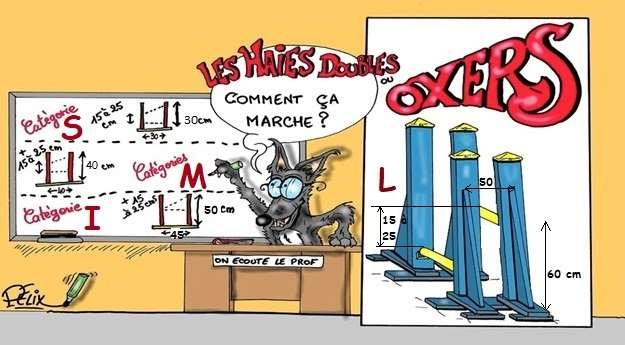 LES HAIES DOUBLES
OU
OXERS
COMMENT ÇA
MARCHE ?
Catégorie S
15 à 25 cm
30cm
←30→
+ 15 à 25 cm
40 cm
Catégories M
Catégorie I
+ 15 à 25 cm
50 cm
←45→
ON ECOUTE LE PROF
FELIX
L
50
15 à
25
60 cm